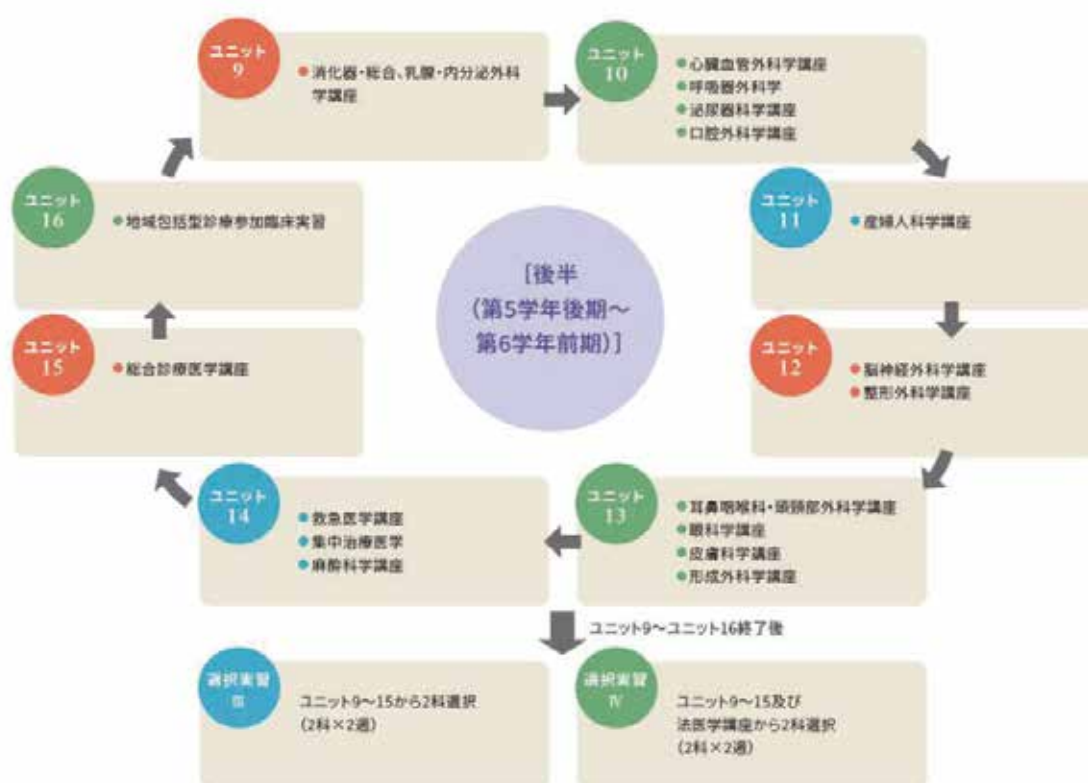 ユニット
9
●消化器・総合、乳腺・内分泌外科
学講座
ユニット
10
●心臓血管外科学講座
●呼吸器外科学
●泌尿器科学講座
●口腔外科学講座
ユニット
11
●産婦人科学講座
ユニット
12
●脳神経外科学講座
●整形外科学講座
ユニット
13
●耳鼻咽喉科・頭頸部外科学講座
●眼科学講座
●皮膚科学講座
●形成外科学講座
ユニット
14
●救急医学講座
●集中治療医学
●麻酔科学講座
ユニット
15
●総合診療医学講座
ユニット
16
●地域包括型診療参加臨床実習
[後半
(第5学年後期〜
第6学年前期)]
ユニット9〜ユニット16終了後
選択実習
III
ユニット9〜15から2科選択
(2科×2週)
選択実習
IV
ユニット9〜15及び
法医学講座から2科選択
(2科×2週)